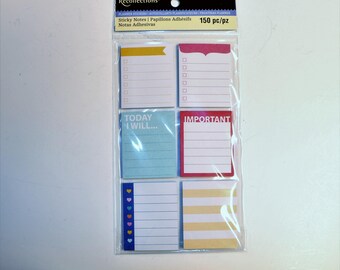 Recollections
Sticky Notes | Papillons Adhésifs
Notas Adhesivas
150 pc/pz
TODAY
I WILL...
IMPORTANT